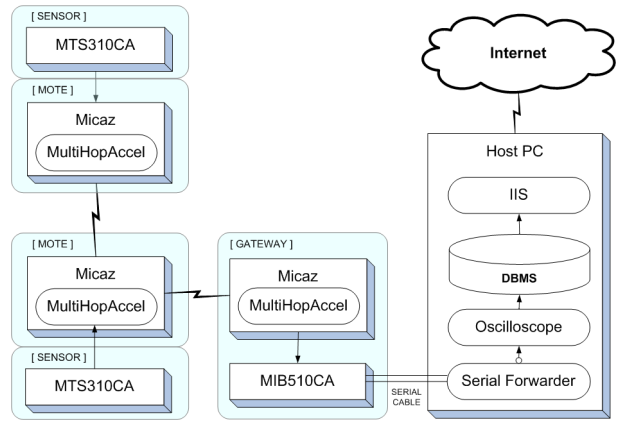 [ SENSOR ]
MTS310CA
[ MOTE ]
Micaz
MultiHopAccel
[ MOTE ]
Micaz
MultiHopAccel
[ SENSOR ]
MTS310CA
[ GATEWAY ]
Micaz
MultiHopAccel
MIB510CA
SERIAL
CABLE
Internet
Host PC
IIS
DBMS
Oscilloscope
Serial Forwarder